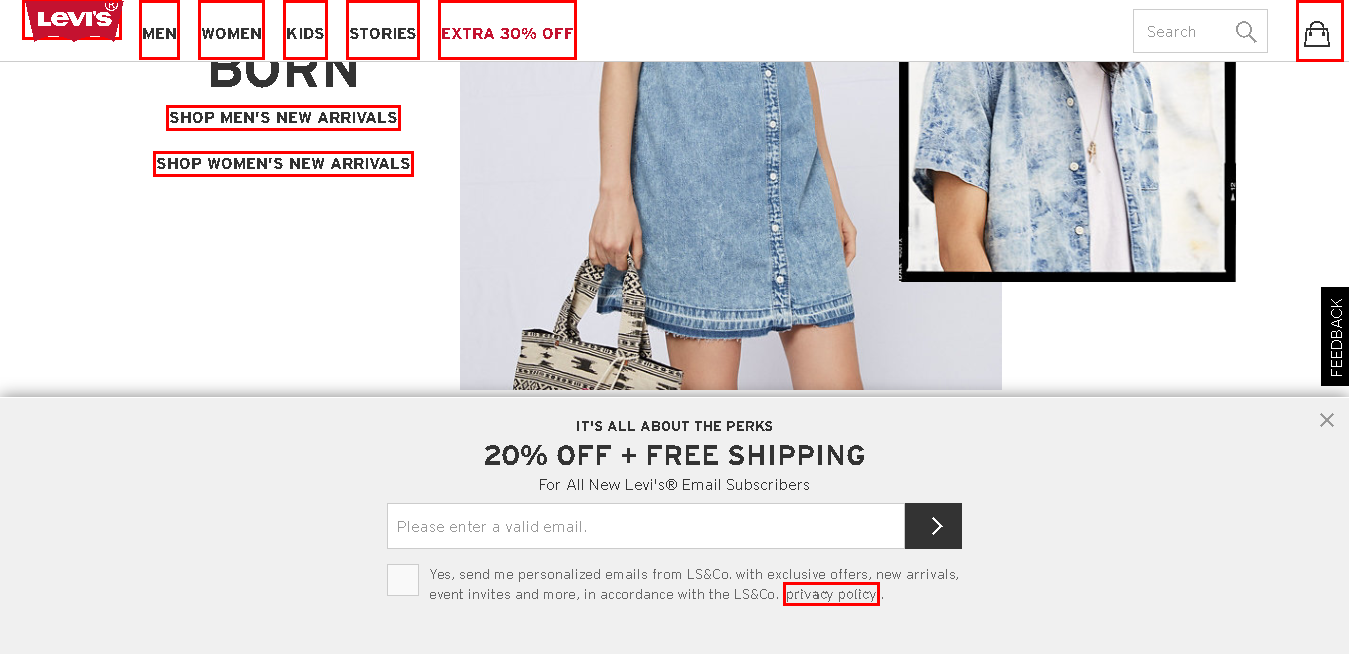 Levi's®
MEN WOMEN KIDS STORIES EXTRA 30% OFF
Search
BORN
SHOP MEN'S NEW ARRIVALS
SHOP WOMEN'S NEW ARRIVALS
12
FEEDBACK
IT'S ALL ABOUT THE PERKS
20% OFF + FREE SHIPPING
For All New Levi's® Email Subscribers
Please enter a valid email.
Yes, send me personalized emails from LS&Co. with exclusive offers, new arrivals,
event invites and more, in accordance with the LS&Co. privacy policy.